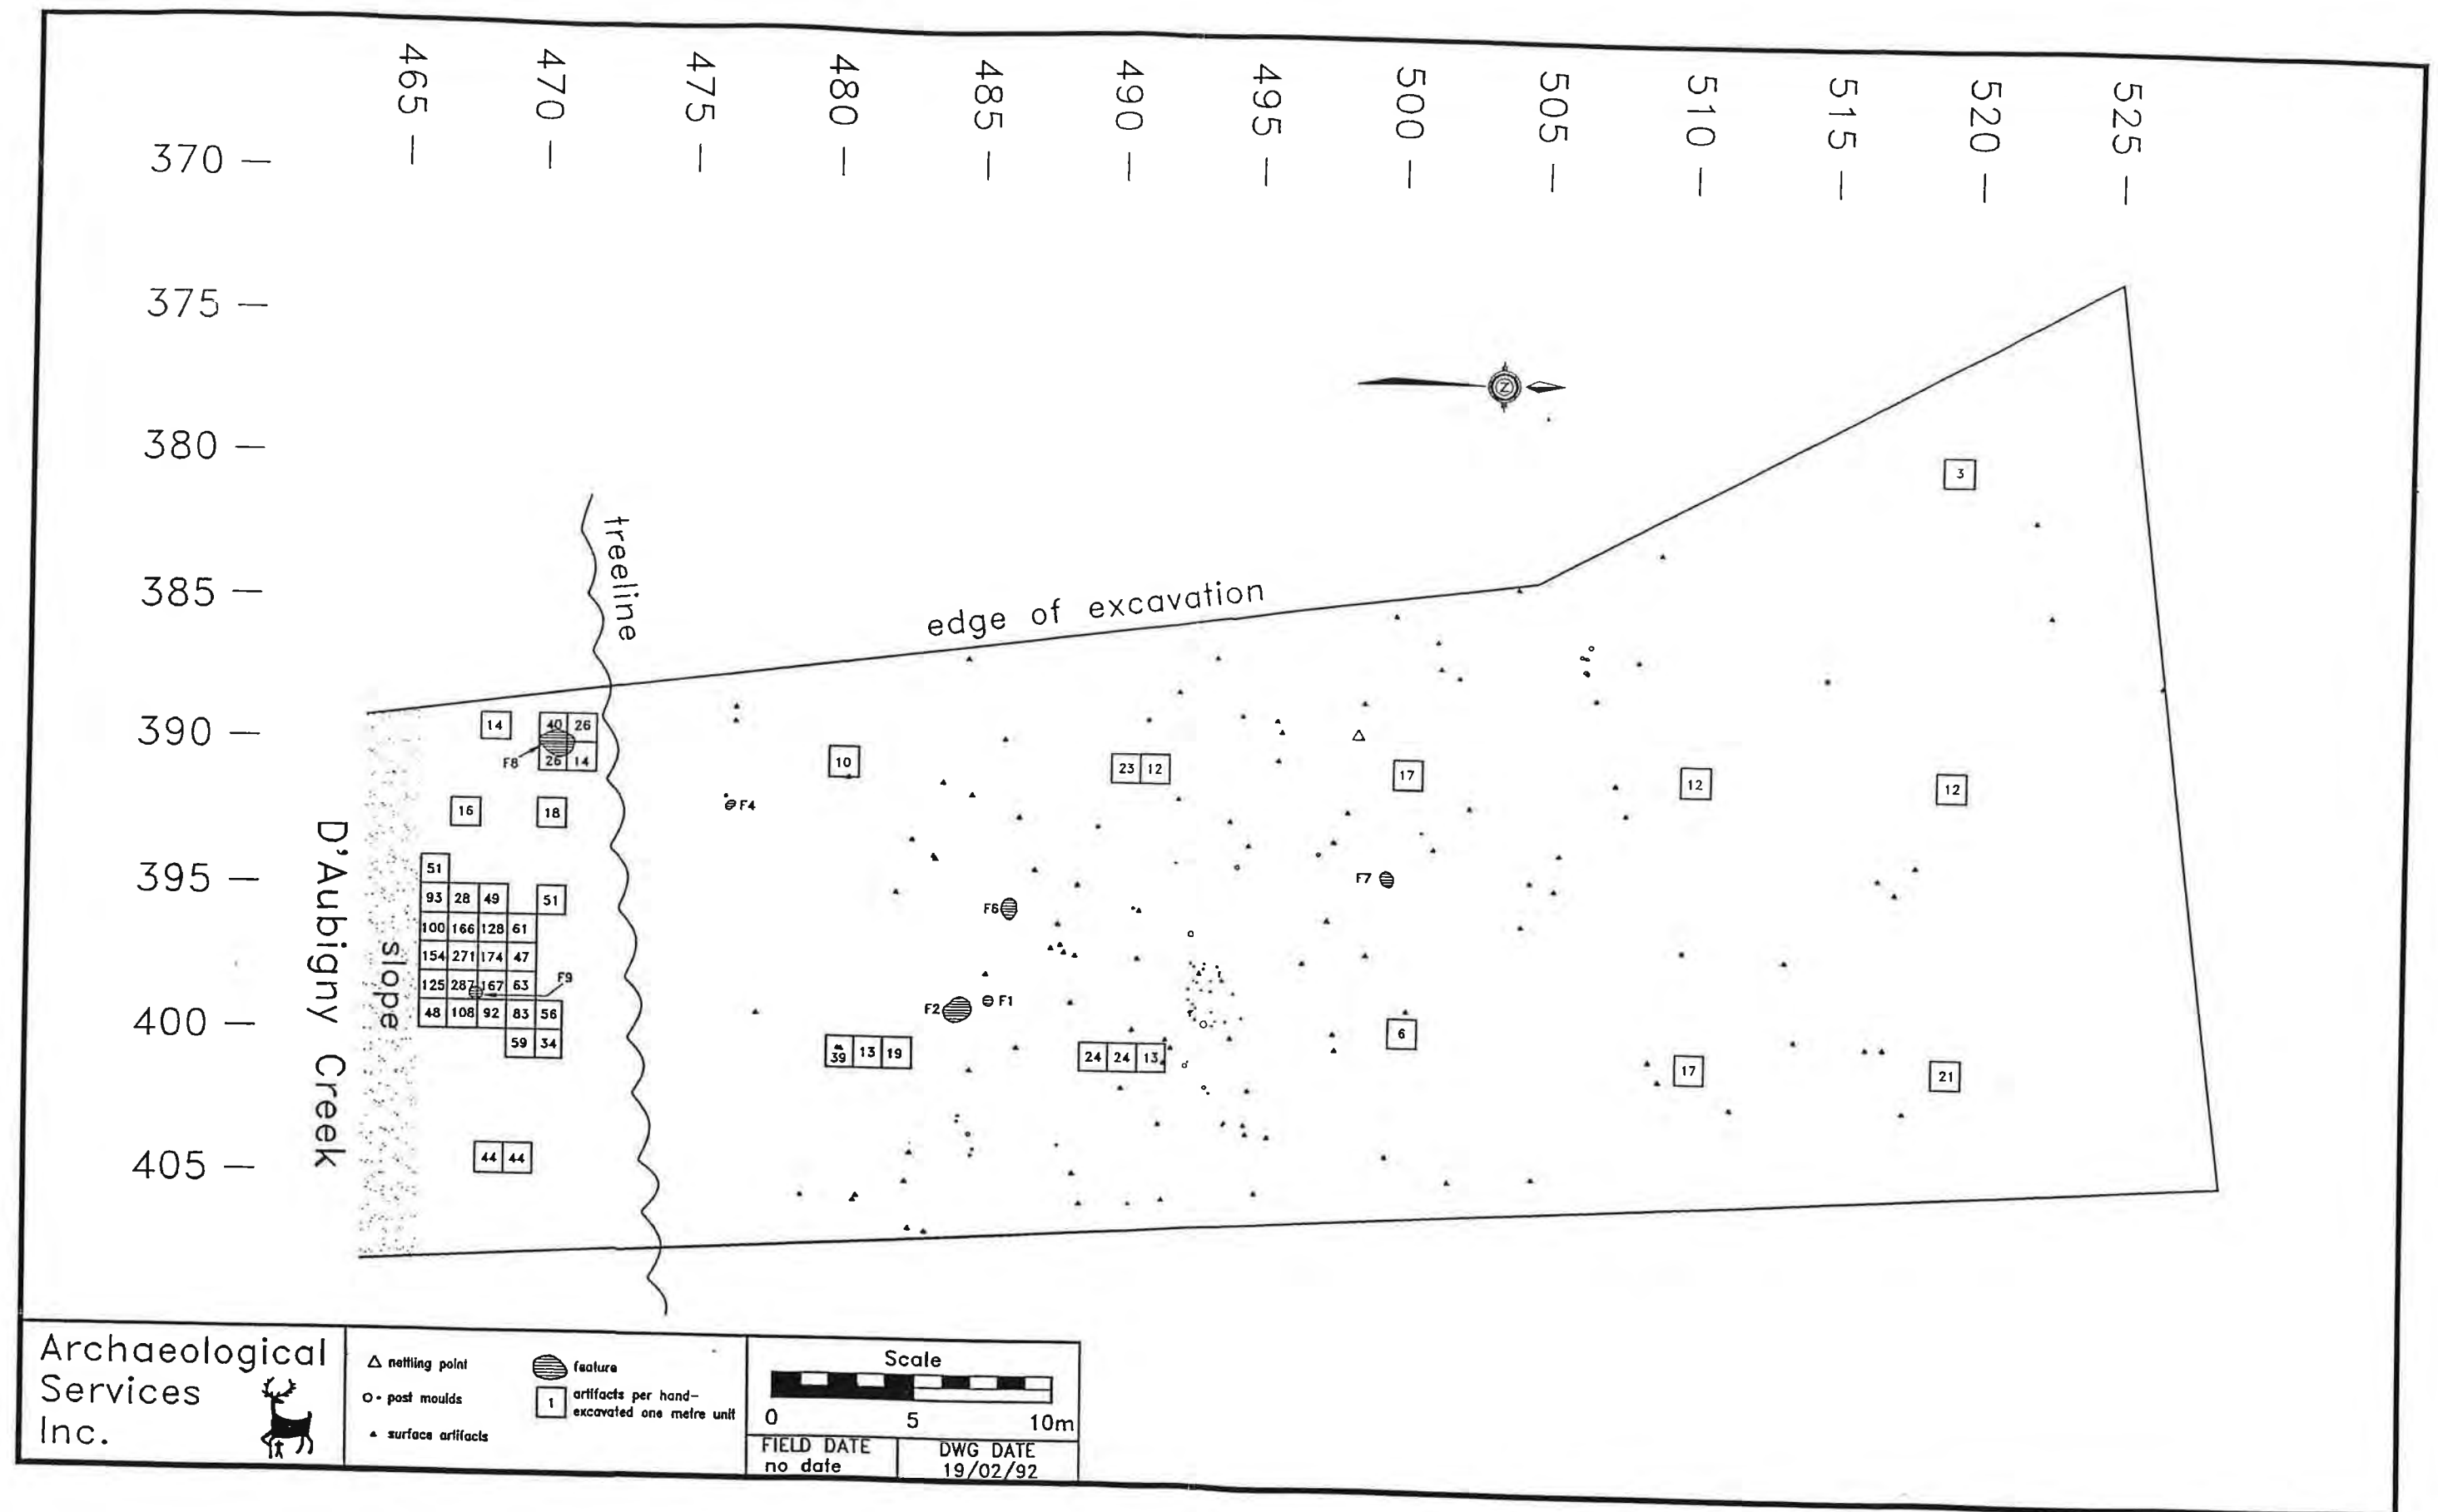 465 —
470 —
475 —
480 —
485 —
490 —
495 —
500 —
505 —
510 —
515 —
520 —
525 —
370 —
375 —
380 —
385 —
390 —
395 —
400 —
405 —
treeline
edge of excavation
Z
3
14
40 26
26 14
F8
10
23 12
17
12
12
16
18
F4
51
93 28 49
51
100 166 128 61
154 271 174 47
125 287 167 63
F9
48 108 92 83 56
59 34
44 44
F7
F6
F2
F1
39 13 19
24 24 13
6
17
21
D'Aubigny Creek
slope
Archaeological
Services
Inc.
nettling point
post moulds
surface artifacts
feature
1
artifacts per hand-
excavated one metre unit
Scale
0 5 10m
FIELD DATE
no date
DWG DATE
19/02/92